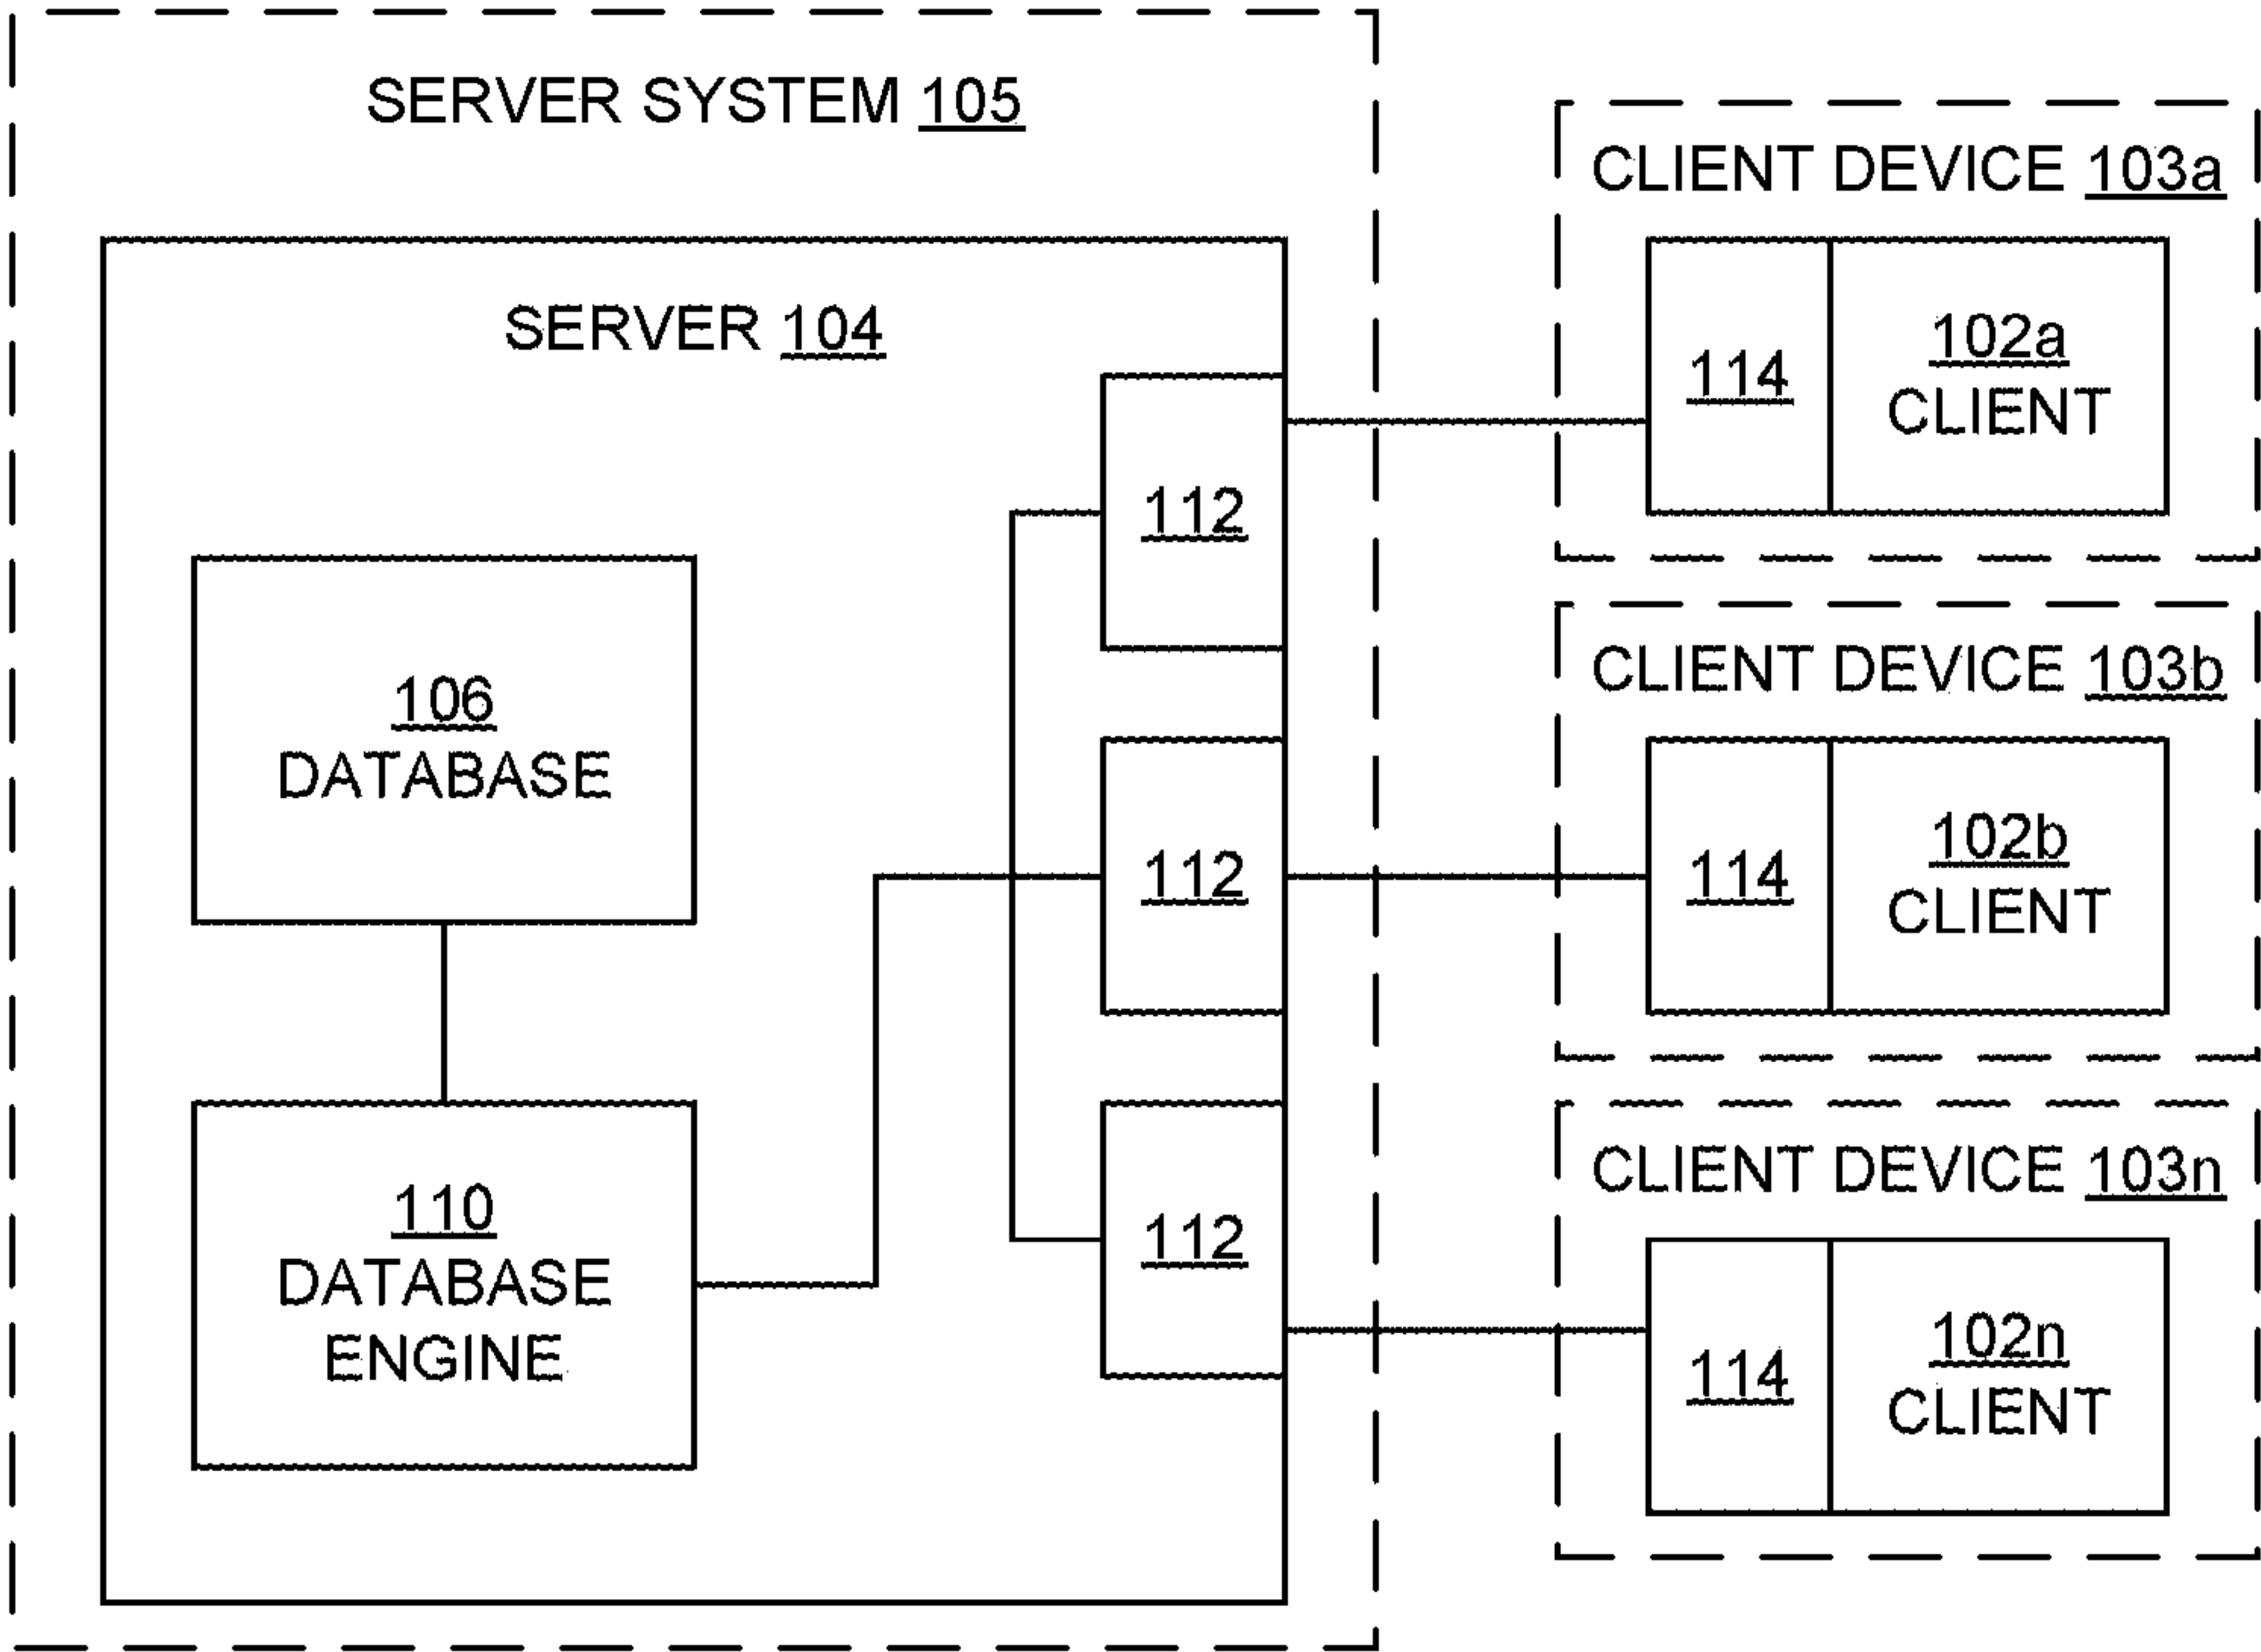 SERVER SYSTEM 105
SERVER 104
106
DATABASE
110
DATABASE
ENGINE
112
112
112
CLIENT DEVICE 103a
114
102a
CLIENT
CLIENT DEVICE 103b
114
102b
CLIENT
CLIENT DEVICE 103n
114
102n
CLIENT